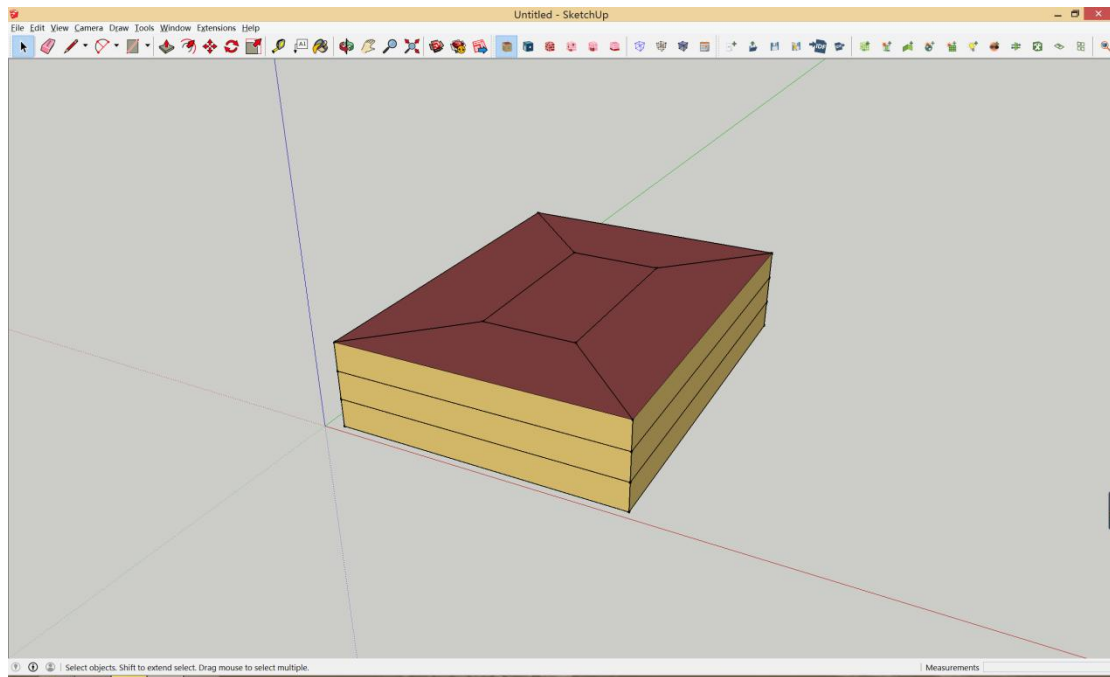 Untitled - SketchUp
File Edit View Camera Draw Tools Window Extensions Help
Select objects. Shift to extend select. Drag mouse to select multiple.
Measurements